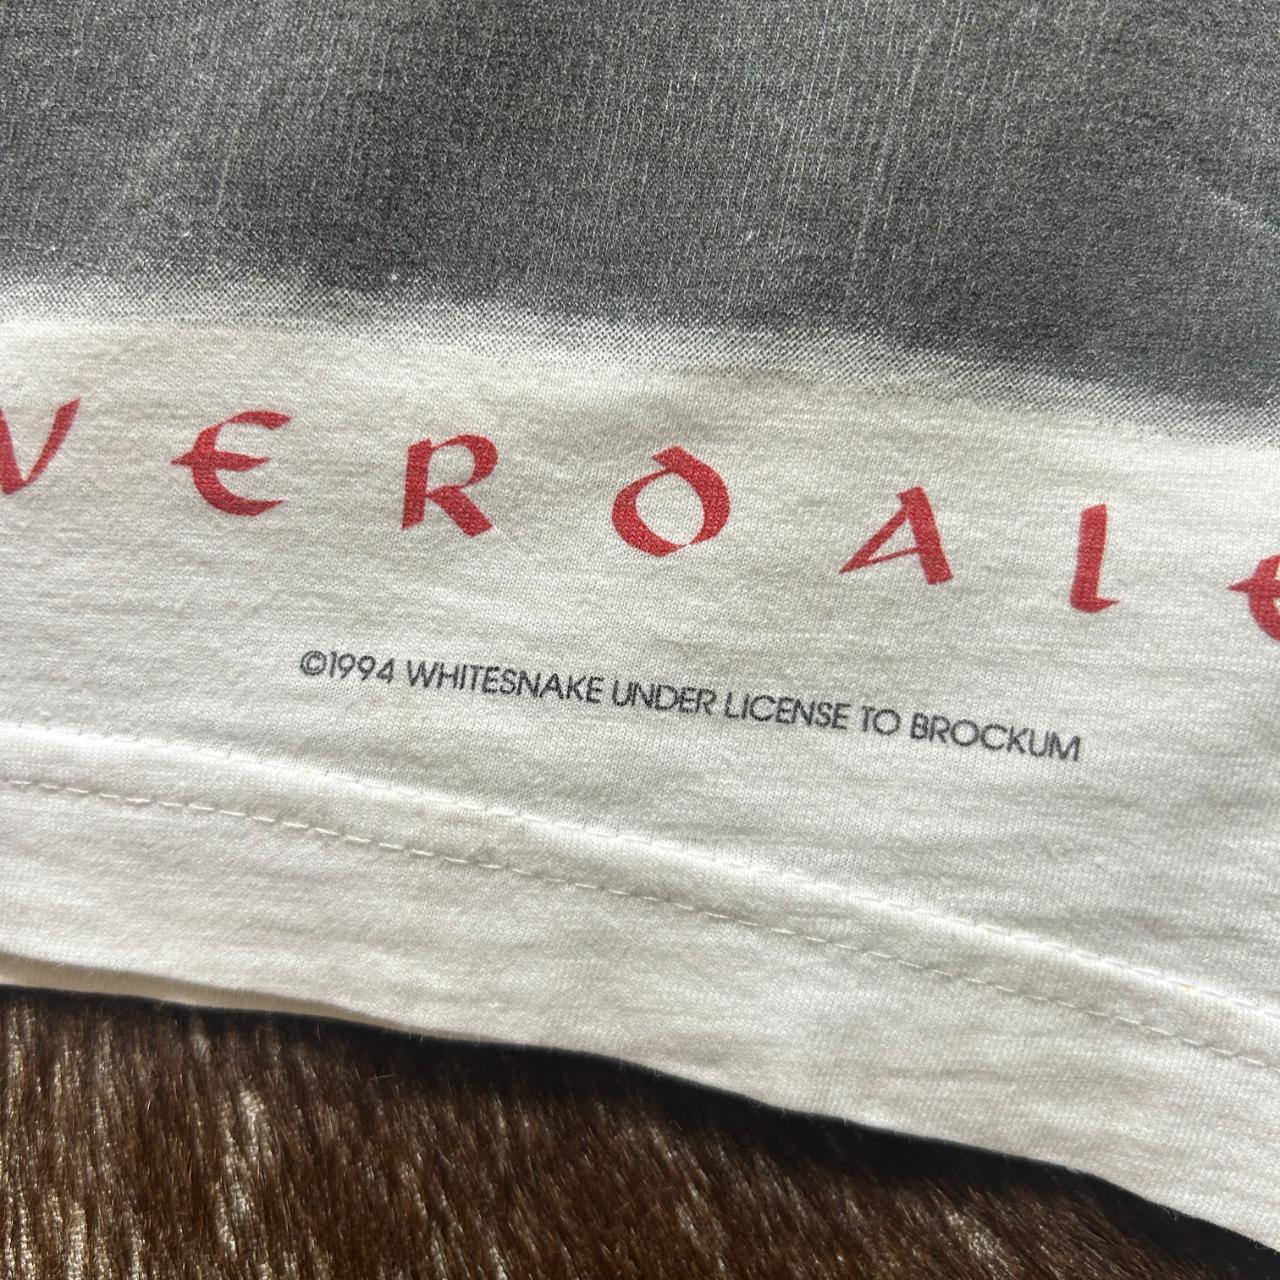 VERDALE
©1994 WHITESNAKE UNDER LICENSE TO BROCKUM